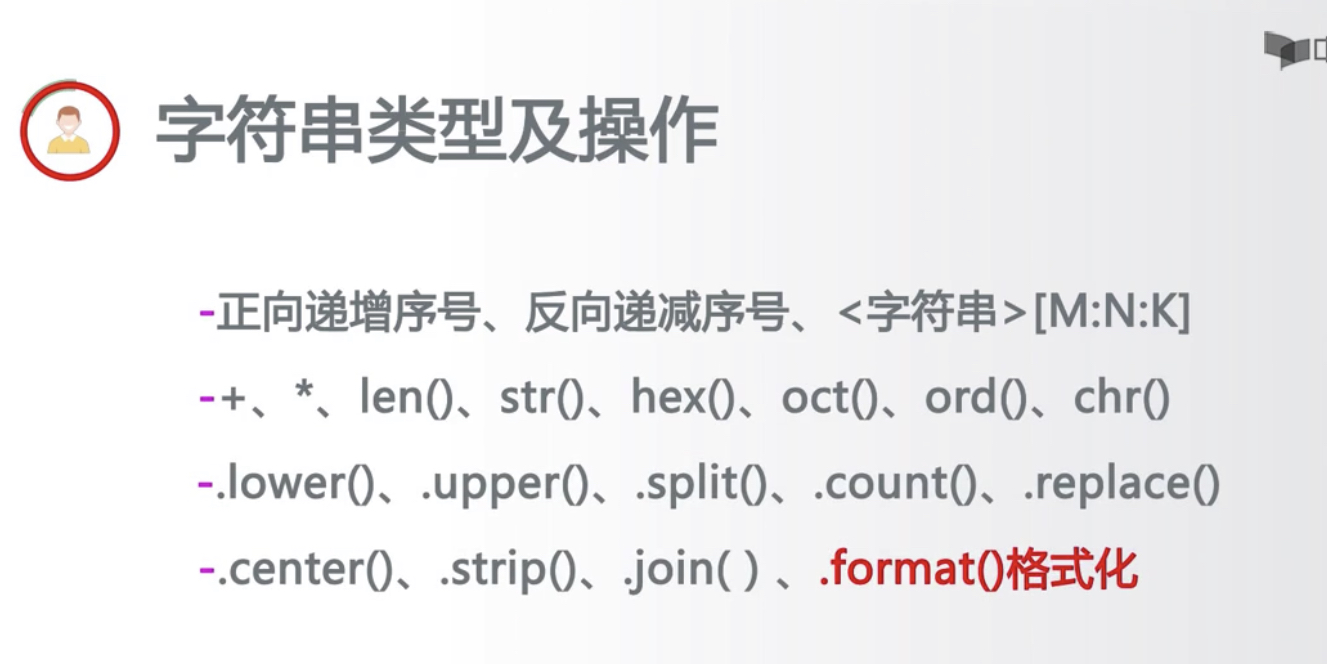 字符串类型及操作
-正向递增序号、反向递减序号、<字符串>[M:N:K]
-+、*、len()、str()、hex()、oct()、ord()、chr()
-.lower()、.upper()、.split()、.count()、.replace()
-.center()、.strip()、.join( ) 、.format()格式化